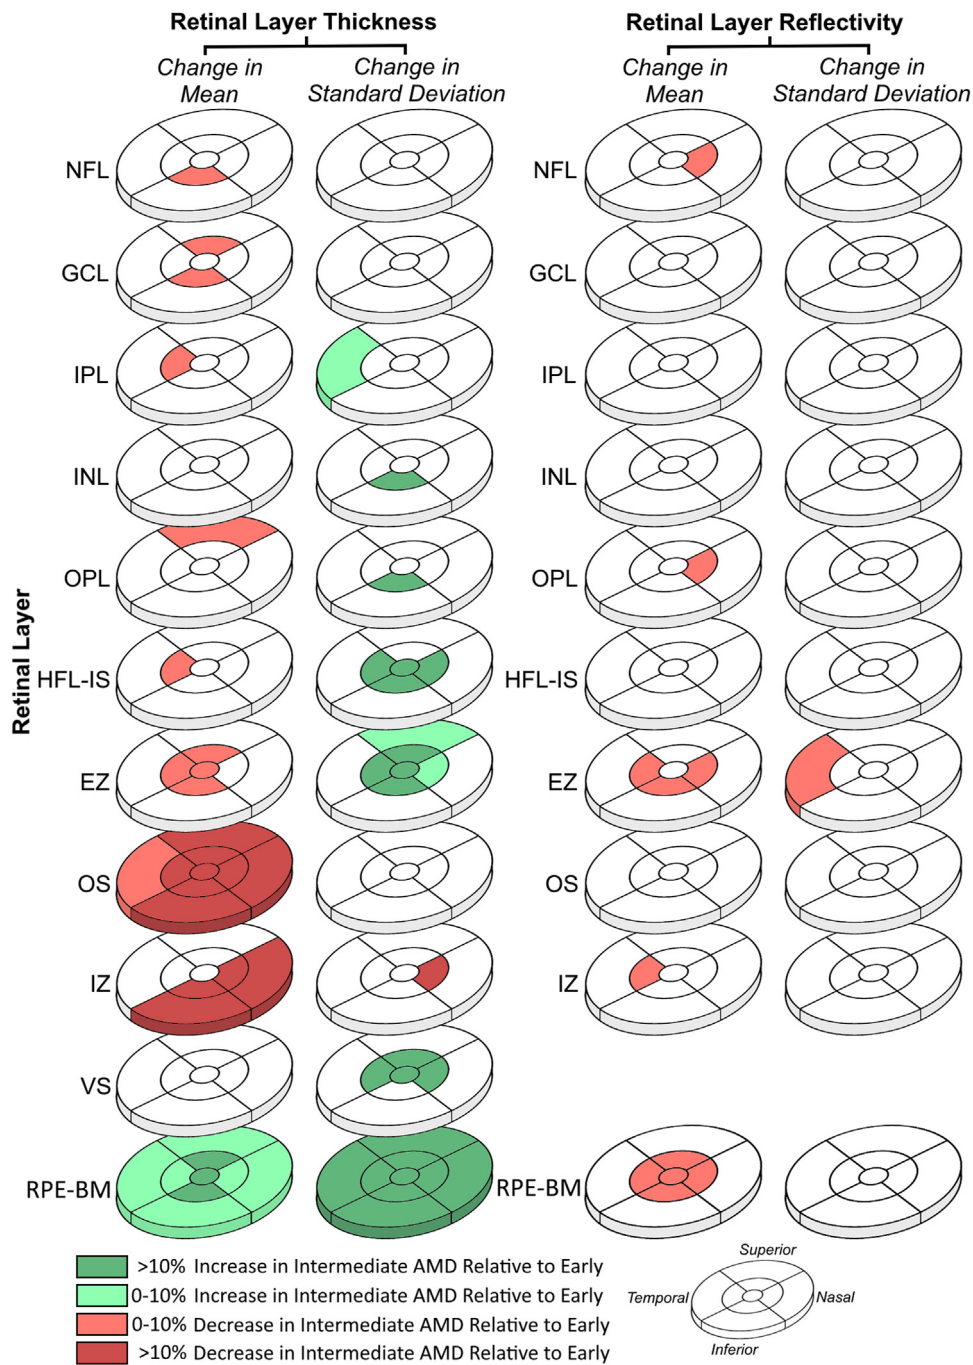 Retinal Layer Thickness
Retinal Layer Reflectivity
Change in
Mean
Change in
Standard Deviation
Change in
Mean
Change in
Standard Deviation
Retinal Layer
NFL
NFL
GCL
GCL
IPL
IPL
INL
INL
OPL
OPL
HFL-IS
HFL-IS
EZ
EZ
OS
OS
IZ
IZ
VS
RPE-BM
RPE-BM
>10% Increase in Intermediate AMD Relative to Early
0-10% Increase in Intermediate AMD Relative to Early
0-10% Decrease in Intermediate AMD Relative to Early
>10% Decrease in Intermediate AMD Relative to Early
Superior
Temporal
Nasal
Inferior